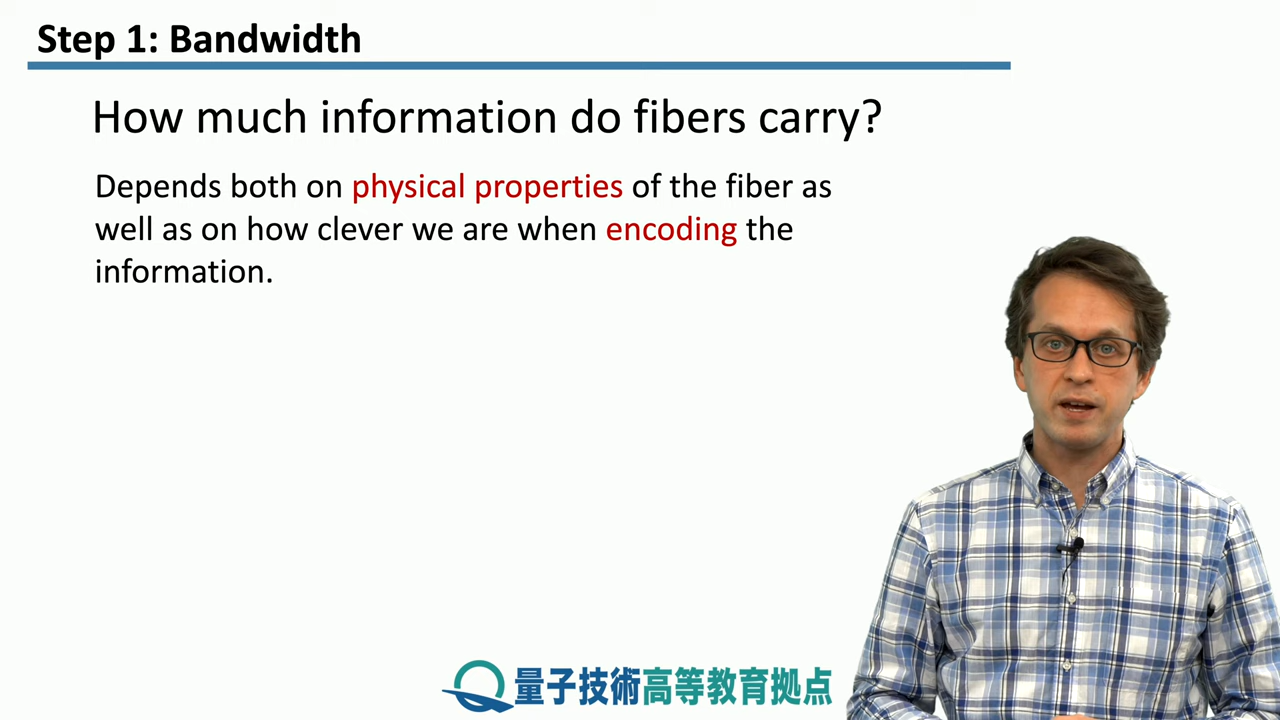 Step 1: Bandwidth
How much information do fibers carry?
Depends both on physical properties of the fiber as
well as on how clever we are when encoding the
information.
量子技術高等教育拠点